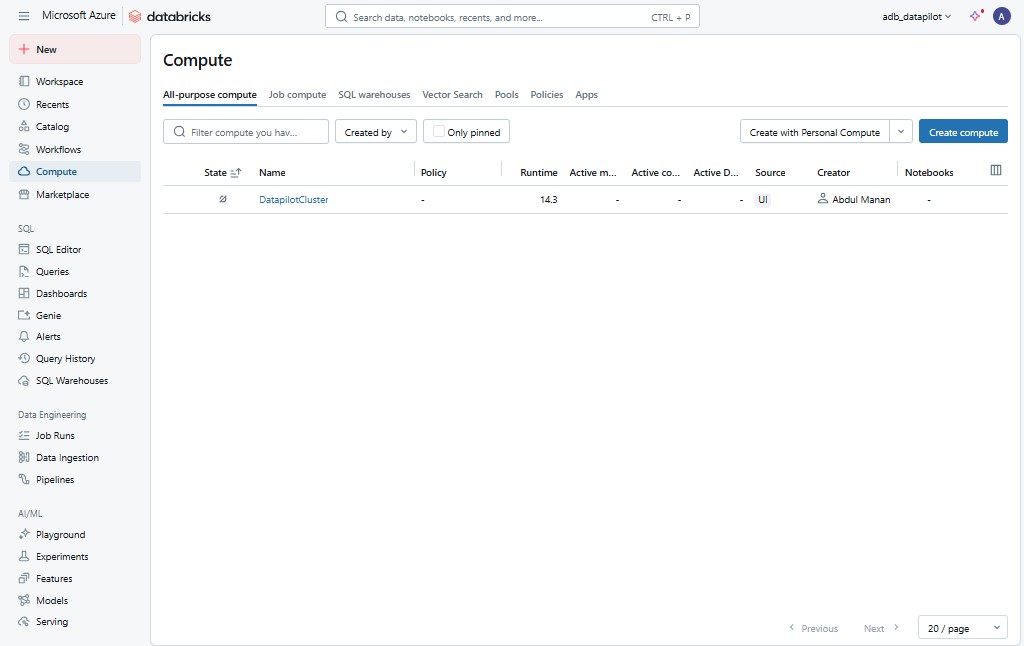 Microsoft Azure databricks
Search data, notebooks, recents, and more... CTRL + P
adb_datapilot A
New
Workspace
Recents
Catalog
Workflows
Compute
Marketplace
SQL
SQL Editor
Queries
Dashboards
Genie
Alerts
Query History
SQL Warehouses
Data Engineering
Job Runs
Data Ingestion
Pipelines
AI/ML
Playground
Experiments
Features
Models
Serving
Compute
All-purpose compute Job compute SQL warehouses Vector Search Pools Policies Apps
Filter compute you hav... Created by Only pinned Create with Personal Compute Create compute
State Name Policy Runtime Active m... Active co... Active D... Source Creator Notebooks
DatapilotCluster - 14.3 - - - UI Abdul Manan -
Previous Next 20 / page